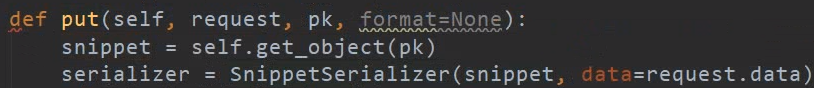 def put(self, request, pk, format=None):
    snippet = self.get_object(pk)
    serializer = SnippetSerializer(snippet, data=request.data)